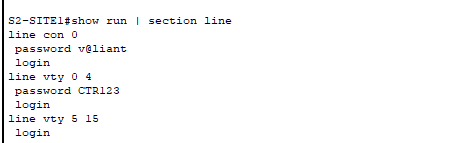 S2-SITE1#show run | section line
line con 0
password v@liant
login
line vty 0 4
password CTR123
login
line vty 5 15
login